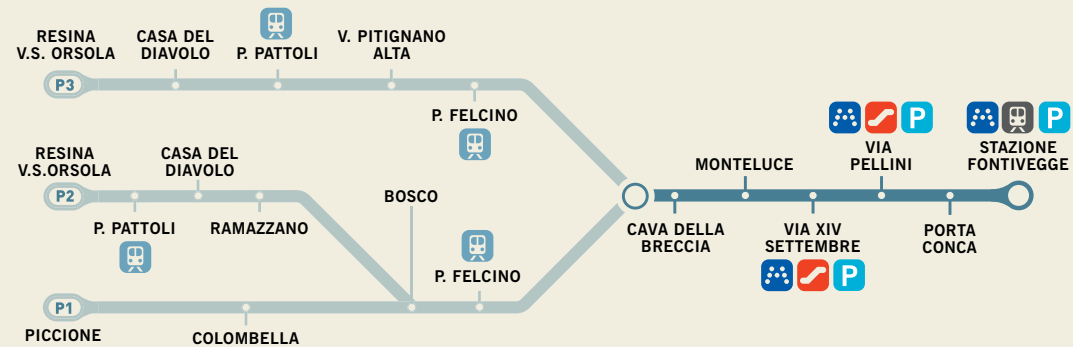 RESINA
V.S. ORSOLA
CASA DEL
DIAVOLO
P. PATTOLI
V. PITIGNANO
ALTA
P3
P. FELCINO
RESINA
V.S.ORSOLA
CASA DEL
DIAVOLO
P2
P. PATTOLI
RAMAZZANO
BOSCO
P. FELCINO
P1
PICCIONE
COLOMBELLA
CAVA DELLA
BRECCIA
MONTELUCE
VIA XIV
SETTEMBRE
P
P
VIA
PELLINI
PORTA
CONCA
P
STAZIONE
FONTIVEGGE